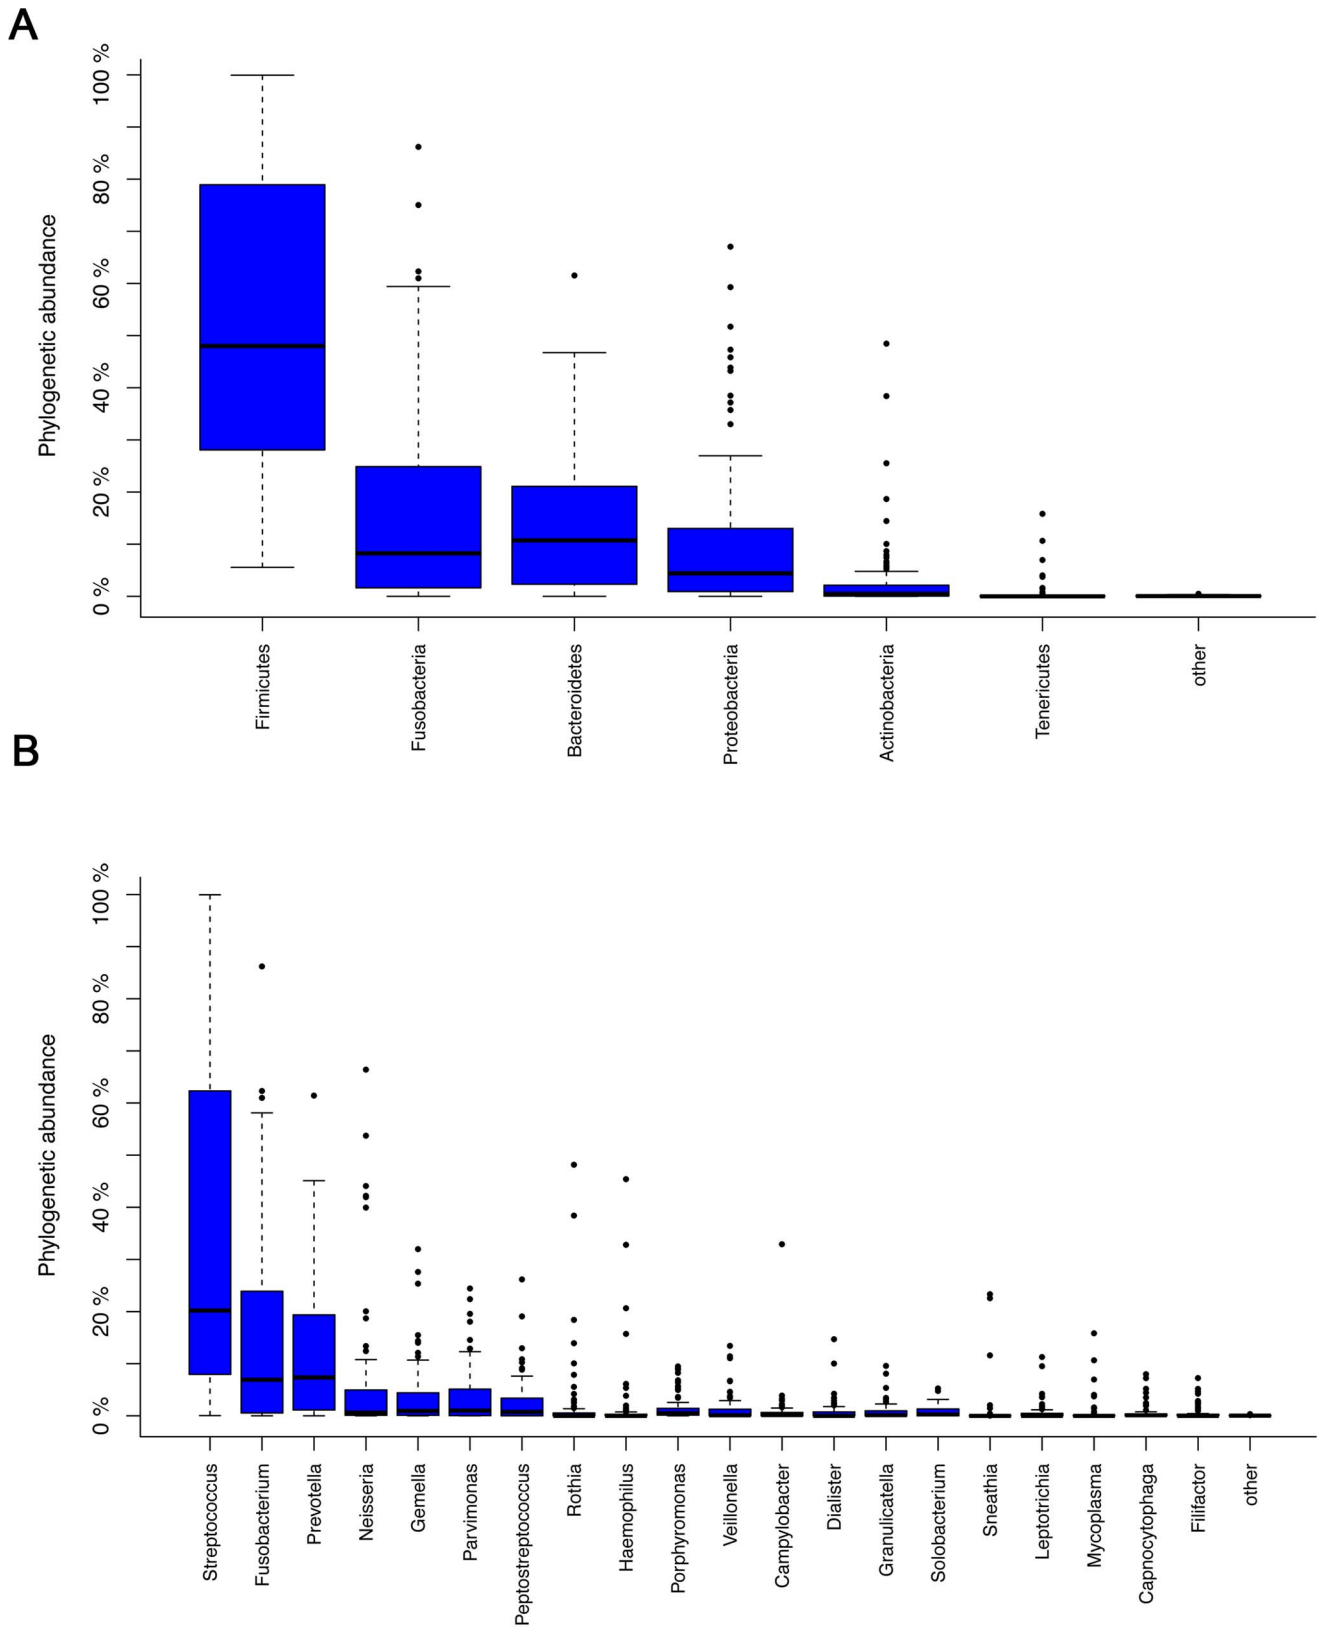 A
100 %
80 %
60 %
40 %
20 %
0 %
Phylogenetic abundance
Firmicutes
Fusobacteria
Bacteroidetes
Proteobacteria
Actinobacteria
Tenericutes
other
B
100 %
80 %
60 %
40 %
20 %
0 %
Phylogenetic abundance
Streptococcus
Fusobacterium
Prevotella
Neisseria
Gemella
Parvimonas
Peptostreptococcus
Rothia
Haemophilus
Porphyromonas
Veillonella
Campylobacter
Dialister
Granulicatella
Solobacterium
Sneathia
Leptotrichia
Mycoplasma
Capnocytophaga
Filifactor
other